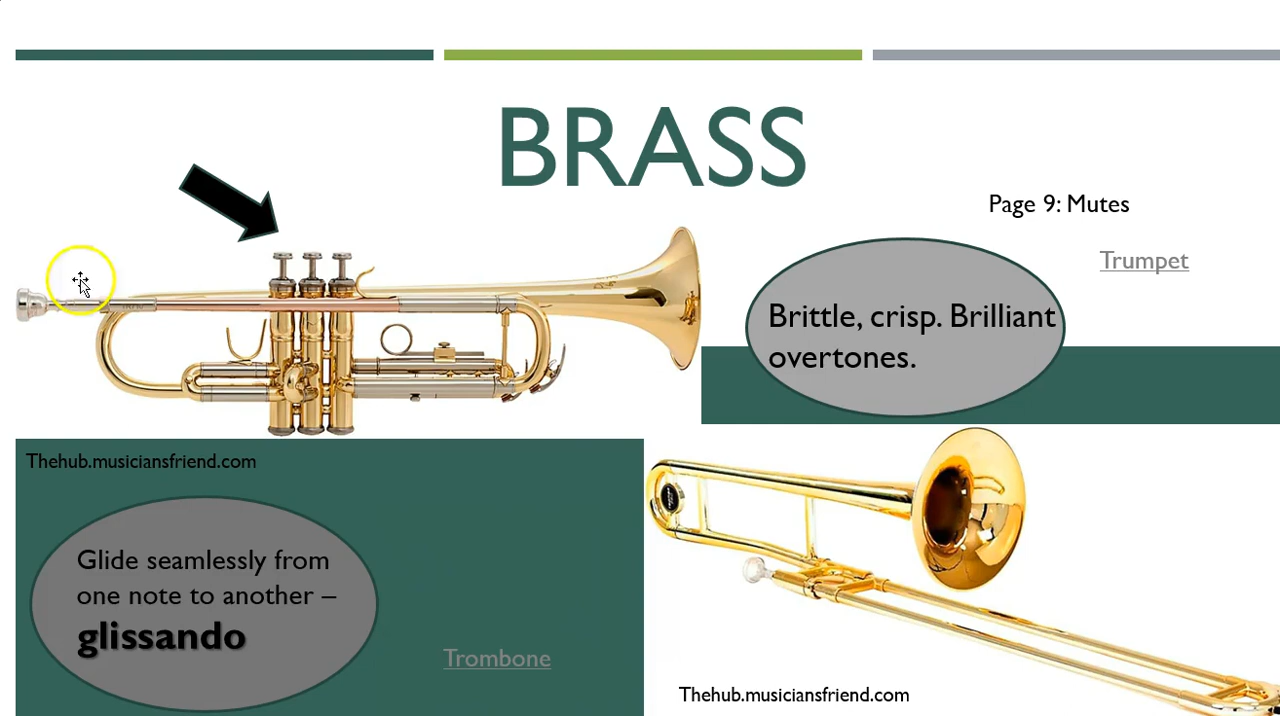 BRASS
Page 9: Mutes
Trumpet
Brittle, crisp. Brilliant
overtones.
Thehub.musiciansfriend.com
Glide seamlessly from
one note to another –
glissando
Trombone
Thehub.musiciansfriend.com